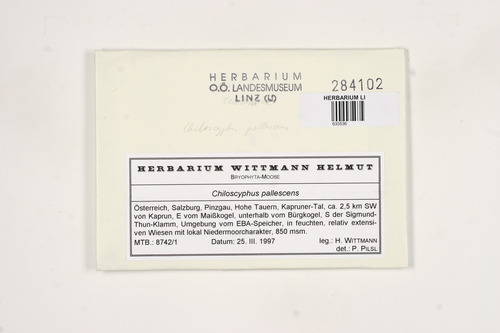 HERBARIUM
O.Ö. LANDESMUSEUM
LINZ (LI)
284102
HERBARIUM LI
Chiloscyphus pallescens
HERBARIUM WITTMANN HELMUT
BRYOPHYTA-MOOSE
Chiloscyphus pallescens
Österreich, Salzburg, Pinzgau, Hohe Tauern, Kapruner-Tal, ca. 2,5 km SW
von Kaprun, E vom Maißkogel, unterhalb vom Bürgkogel, S der Sigmund-
Thun-Klamm, Umgebung vom EBA-Speicher, in feuchten, relativ extensi-
ven Wiesen mit lokal Niedermoorcharakter, 850 msm.
MTB.: 8742/1 Datum: 25. III. 1997 leg.: H. WITTMANN
det.: P. PILSL